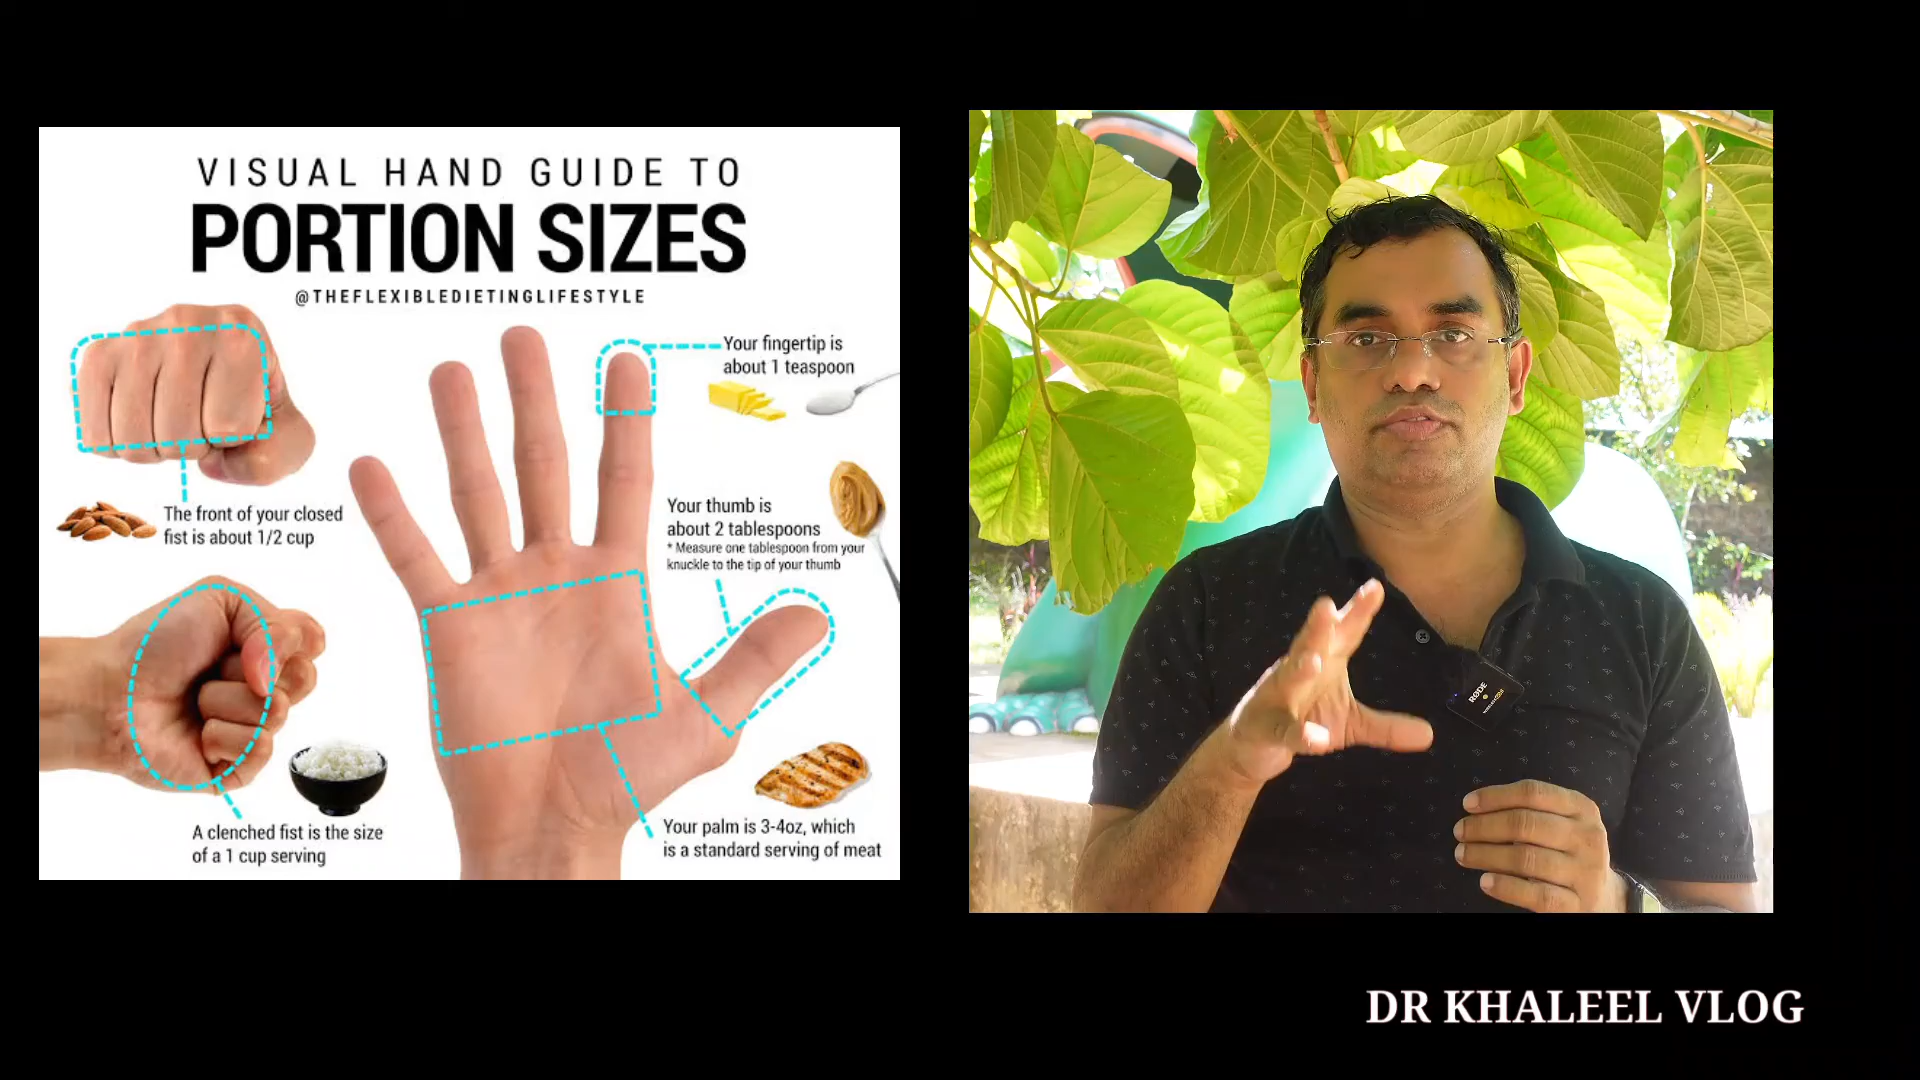 VISUAL HAND GUIDE TO
PORTION SIZES
@THEFLEXIBLEDIETINGLIFESTYLE
Your fingertip is
about 1 teaspoon
The front of your closed
fist is about 1/2 cup
Your thumb is
about 2 tablespoons
* Measure one tablespoon from your
knuckle to the tip of your thumb
A clenched fist is the size
of a 1 cup serving
Your palm is 3-4oz, which
is a standard serving of meat
RØDE
DR KHALEEL VLOG